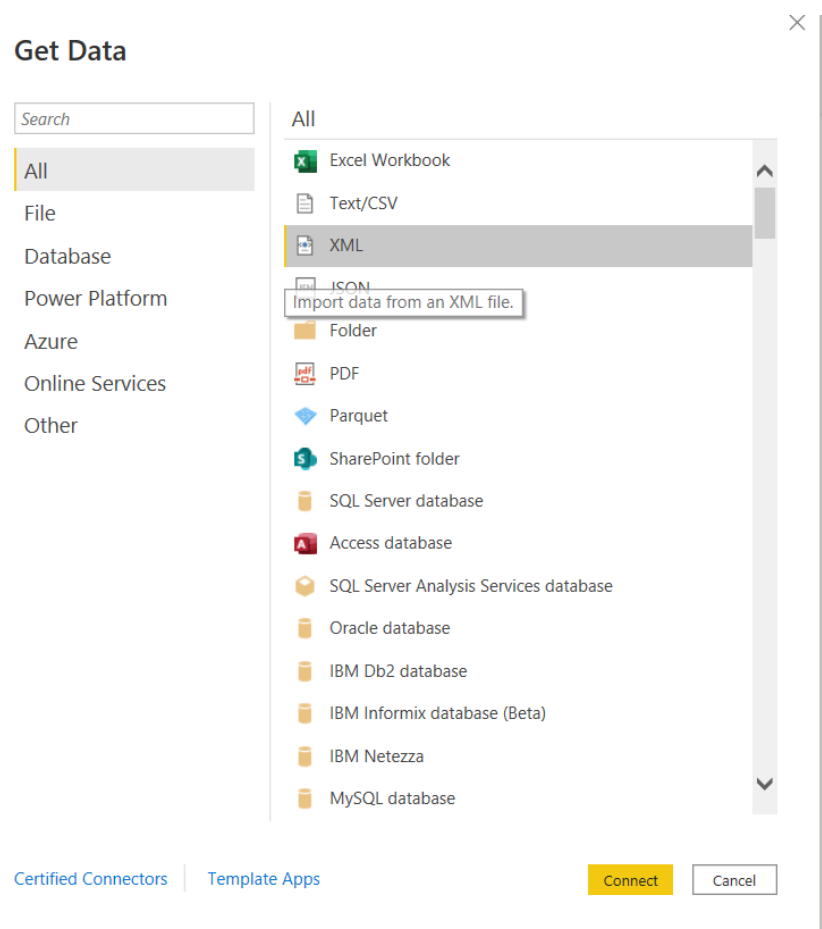 Get Data
Search
All
File
Database
Power Platform
Azure
Online Services
Other
All
Excel Workbook
Text/CSV
XML
JSON
Import data from an XML file.
Folder
PDF
Parquet
SharePoint folder
SQL Server database
Access database
SQL Server Analysis Services database
Oracle database
IBM Db2 database
IBM Informix database (Beta)
IBM Netezza
MySQL database
Certified Connectors
Template Apps
Connect
Cancel